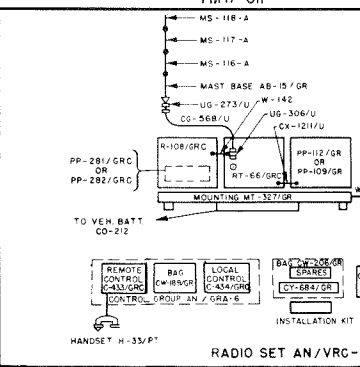 MS-118-A
MS-117-A
MS-116-A
MAST BASE AB-15/GR
UG-273/U
W-142
UG-306/U
CG-568/U
CX-1211/U
R-108/GRC
PP-281/GRC
OR
PP-282/GRC
RT-66/GRC
PP-112/GR
OR
PP-109/GR
MOUNTING MT-327/GR
TO VEH. BATT.
CO-212
REMOTE
CONTROL
C-433/GRC
BAG
CW-189/GR
LOCAL
CONTROL
C-434/GRC
CONTROL GROUP AN/GRA-6
BAG CW-206/GR
SPARES
CY-684/GR
INSTALLATION KIT
HANDSET H-33/PT
RADIO SET AN/VRC-